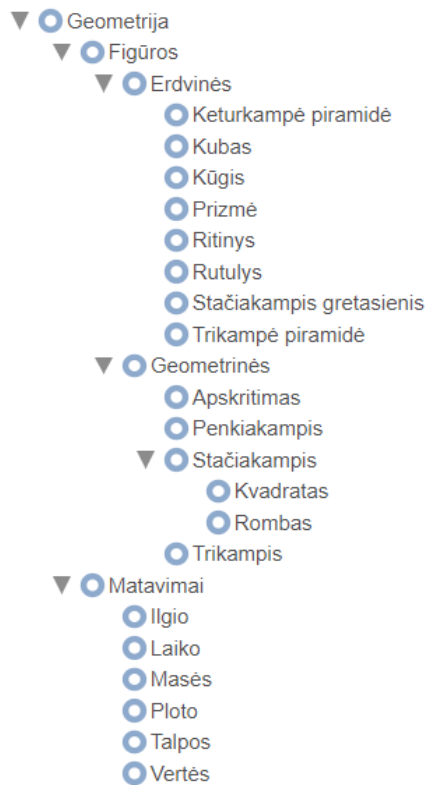 Geometrija
Figūros
Erdvinės
Keturkampė piramidė
Kubas
Kūgis
Prizmė
Ritinys
Rutulys
Stačiakampis gretasienis
Trikampė piramidė
Geometrinės
Apskritimas
Penkiakampis
Stačiakampis
Kvadratas
Rombas
Trikampis
Matavimai
Ilgio
Laiko
Masės
Ploto
Talpos
Vertės